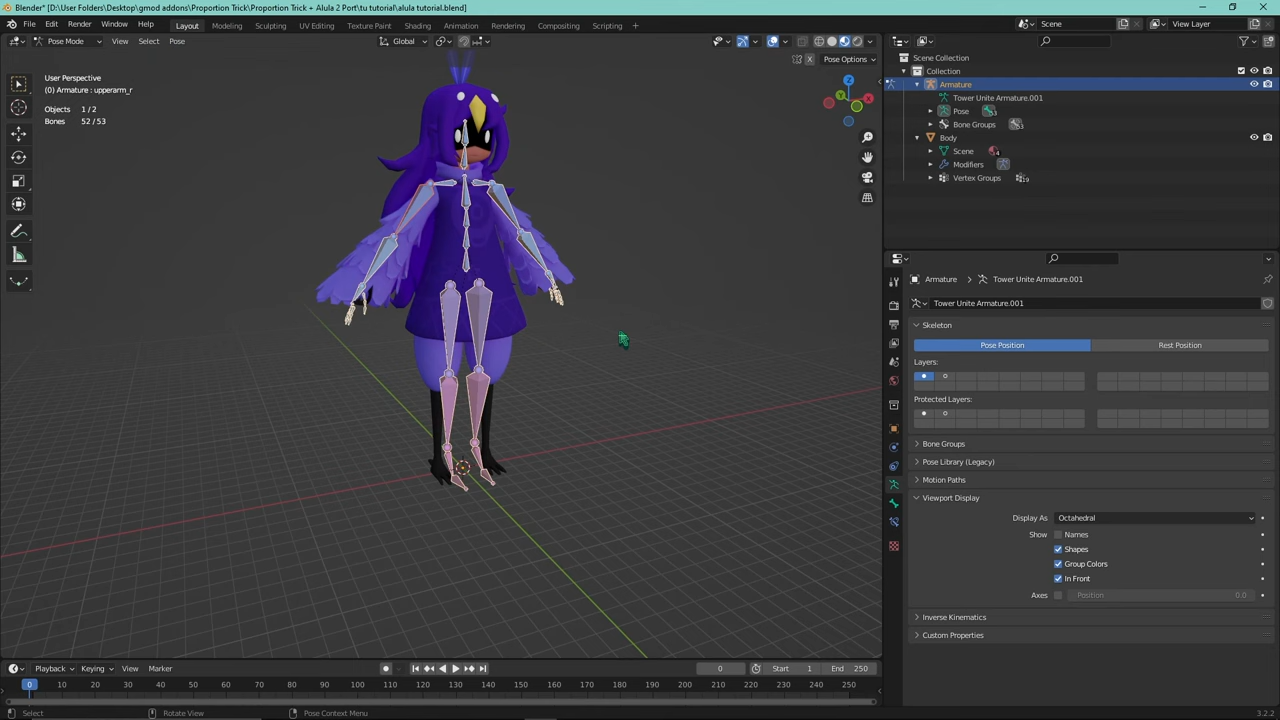 Blender* [D:\[User Folders]\Desktop\gmod addons\Proportion Trick\Proportion Trick + Alula 2 Port\tu tutorial\alula tutorial.blend]
File Edit Render Window Help Layout Modeling Sculpting UV Editing Texture Paint Shading Animation Rendering Compositing Scripting + Scene View Layer
Pose Mode View Select Pose Global
X Pose Options
User Perspective
(0) Armature : upperarm_r
Objects 1/2
Bones 52/53
Z
Y
X
Scene Collection
Collection
Armature
Tower Unite Armature.001
Pose 53
Bone Groups 53
Body
Scene 4
Modifiers
Vertex Groups 19
Armature > Tower Unite Armature.001
Tower Unite Armature.001
Skeleton
Pose Position Rest Position
Layers:
Protected Layers:
Bone Groups
Pose Library (Legacy)
Motion Paths
Viewport Display
Display As Octahedral
Show Names
Shapes
Group Colors
In Front
Axes Position 0.0
Inverse Kinematics
Custom Properties
Playback Keying View Marker 0 Start 1 End 250
0 10 20 30 40 50 60 70 80 90 100 110 120 130 140 150 160 170 180 190 200 210 220 230 240 250
Select Rotate View Pose Context Menu 3.2.2